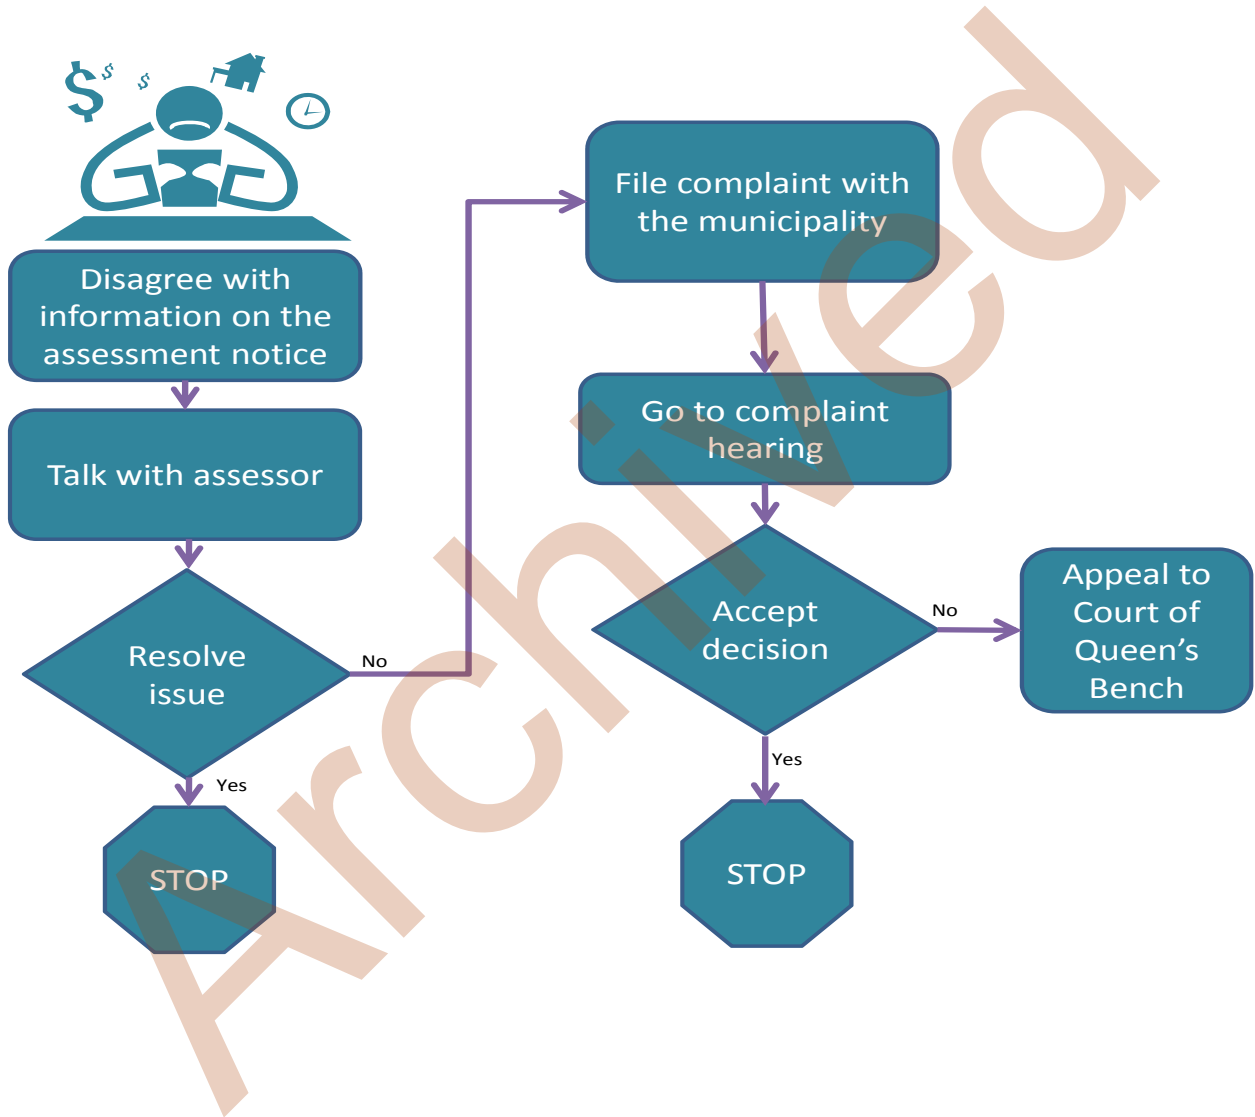 $
$
$
Disagree with
information on the
assessment notice
Talk with assessor
Resolve
issue
No
Yes
STOP
File complaint with
the municipality
Go to complaint
hearing
Accept
decision
No
Yes
STOP
Appeal to
Court of
Queen's
Bench
Archived